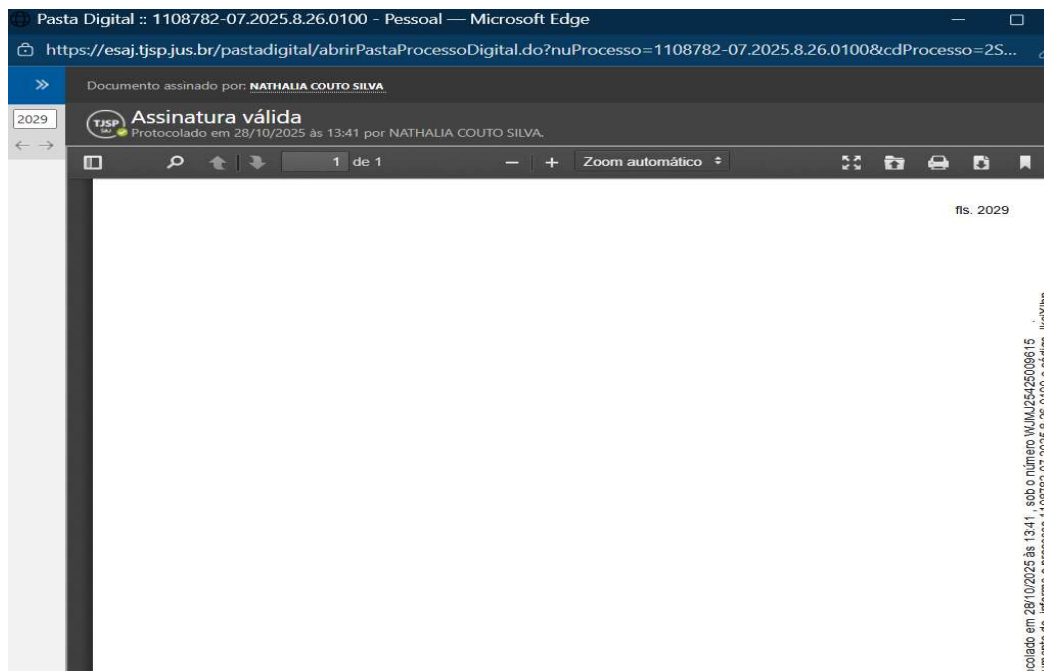 Pasta Digital :: 1108782-07.2025.8.26.0100 - Pessoal — Microsoft Edge
https://esaj.tjsp.jus.br/pastadigital/abrirPastaProcessoDigital.do?nuProcesso=1108782-07.2025.8.26.0100&cdProcesso=2S...
Documento assinado por: NATHALIA COUTO SILVA
2029
TJSP
Assinatura válida
Protocolado em 28/10/2025 às 13:41 por NATHALIA COUTO SILVA.
1 de 1
Zoom automático
fls. 2029
colado em 28/10/2025 às 13:41 , sob o número WJMJ25425009615